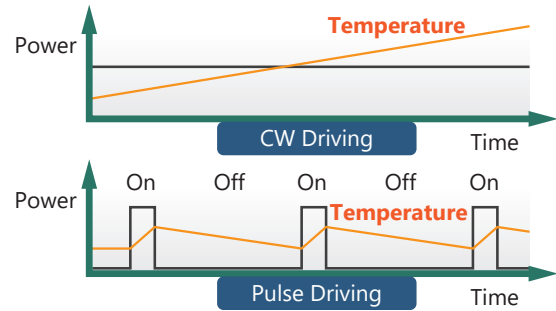 Temperature
Power
CW Driving
Time
On Off On Off On
Power
Temperature
Pulse Driving
Time